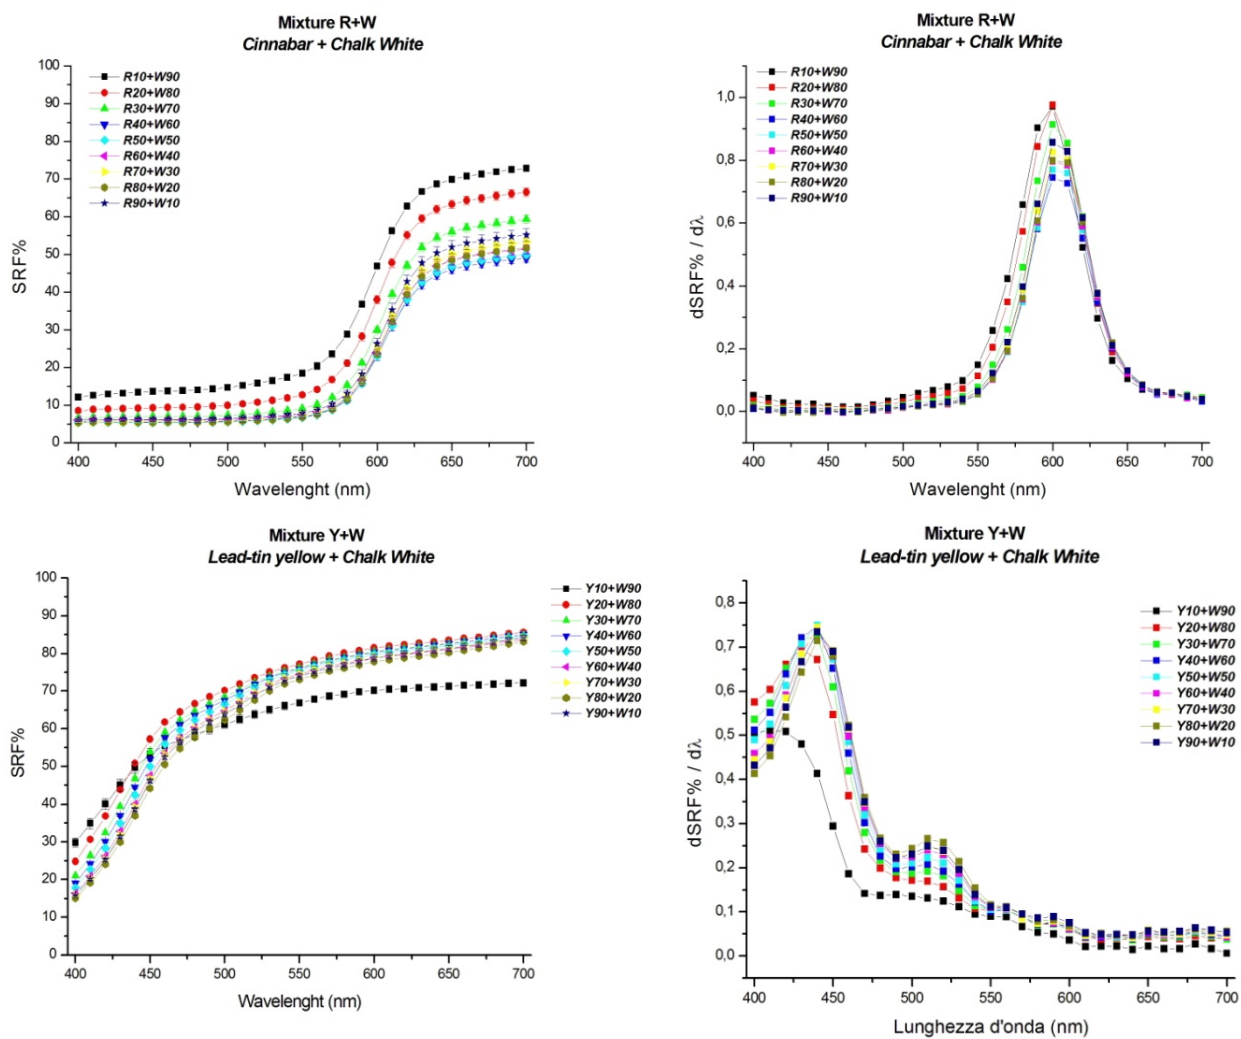 Mixture R+W
Cinnabar + Chalk White
SRF%
100
90
80
70
60
50
40
30
20
10
0
R10+W90
R20+W80
R30+W70
R40+W60
R50+W50
R60+W40
R70+W30
R80+W20
R90+W10
400 450 500 550 600 650 700
Wavelenght (nm)
Mixture R+W
Cinnabar + Chalk White
dSRF% / dλ
1,0
0,8
0,6
0,4
0,2
0,0
R10+W90
R20+W80
R30+W70
R40+W60
R50+W50
R60+W40
R70+W30
R80+W20
R90+W10
400 450 500 550 600 650 700
Wavelenght (nm)
Mixture Y+W
Lead-tin yellow + Chalk White
SRF%
100
90
80
70
60
50
40
30
20
10
0
Y10+W90
Y20+W80
Y30+W70
Y40+W60
Y50+W50
Y60+W40
Y70+W30
Y80+W20
Y90+W10
400 450 500 550 600 650 700
Wavelenght (nm)
Mixture Y+W
Lead-tin yellow + Chalk White
dSRF% / dλ
0,8
0,7
0,6
0,5
0,4
0,3
0,2
0,1
0,0
Y10+W90
Y20+W80
Y30+W70
Y40+W60
Y50+W50
Y60+W40
Y70+W30
Y80+W20
Y90+W10
400 450 500 550 600 650 700
Lunghezza d'onda (nm)